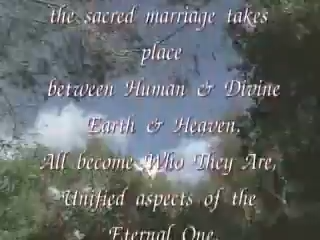 the sacred marriage takes
place
between Human & Divine
Earth & Heaven,
All become Who They Are,
Unified aspects of the
Eternal One.